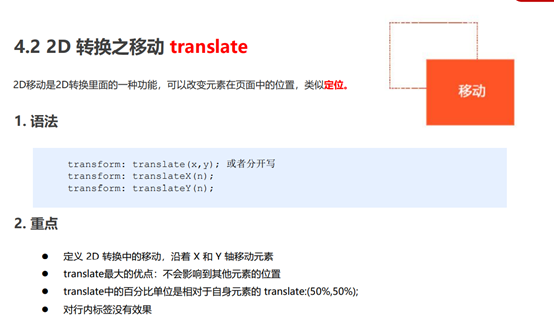 4.2 2D 转换之移动 translate
2D移动是2D转换里面的一种功能，可以改变元素在页面中的位置，类似定位。
移动
1. 语法
transform: translate(x,y); 或者分开写
transform: translateX(n);
transform: translateY(n);
2. 重点
● 定义 2D 转换中的移动，沿着 X 和 Y 轴移动元素
● translate最大的优点：不会影响到其他元素的位置
● translate中的百分比单位是相对于自身元素的 translate:(50%,50%);
● 对行内标签没有效果